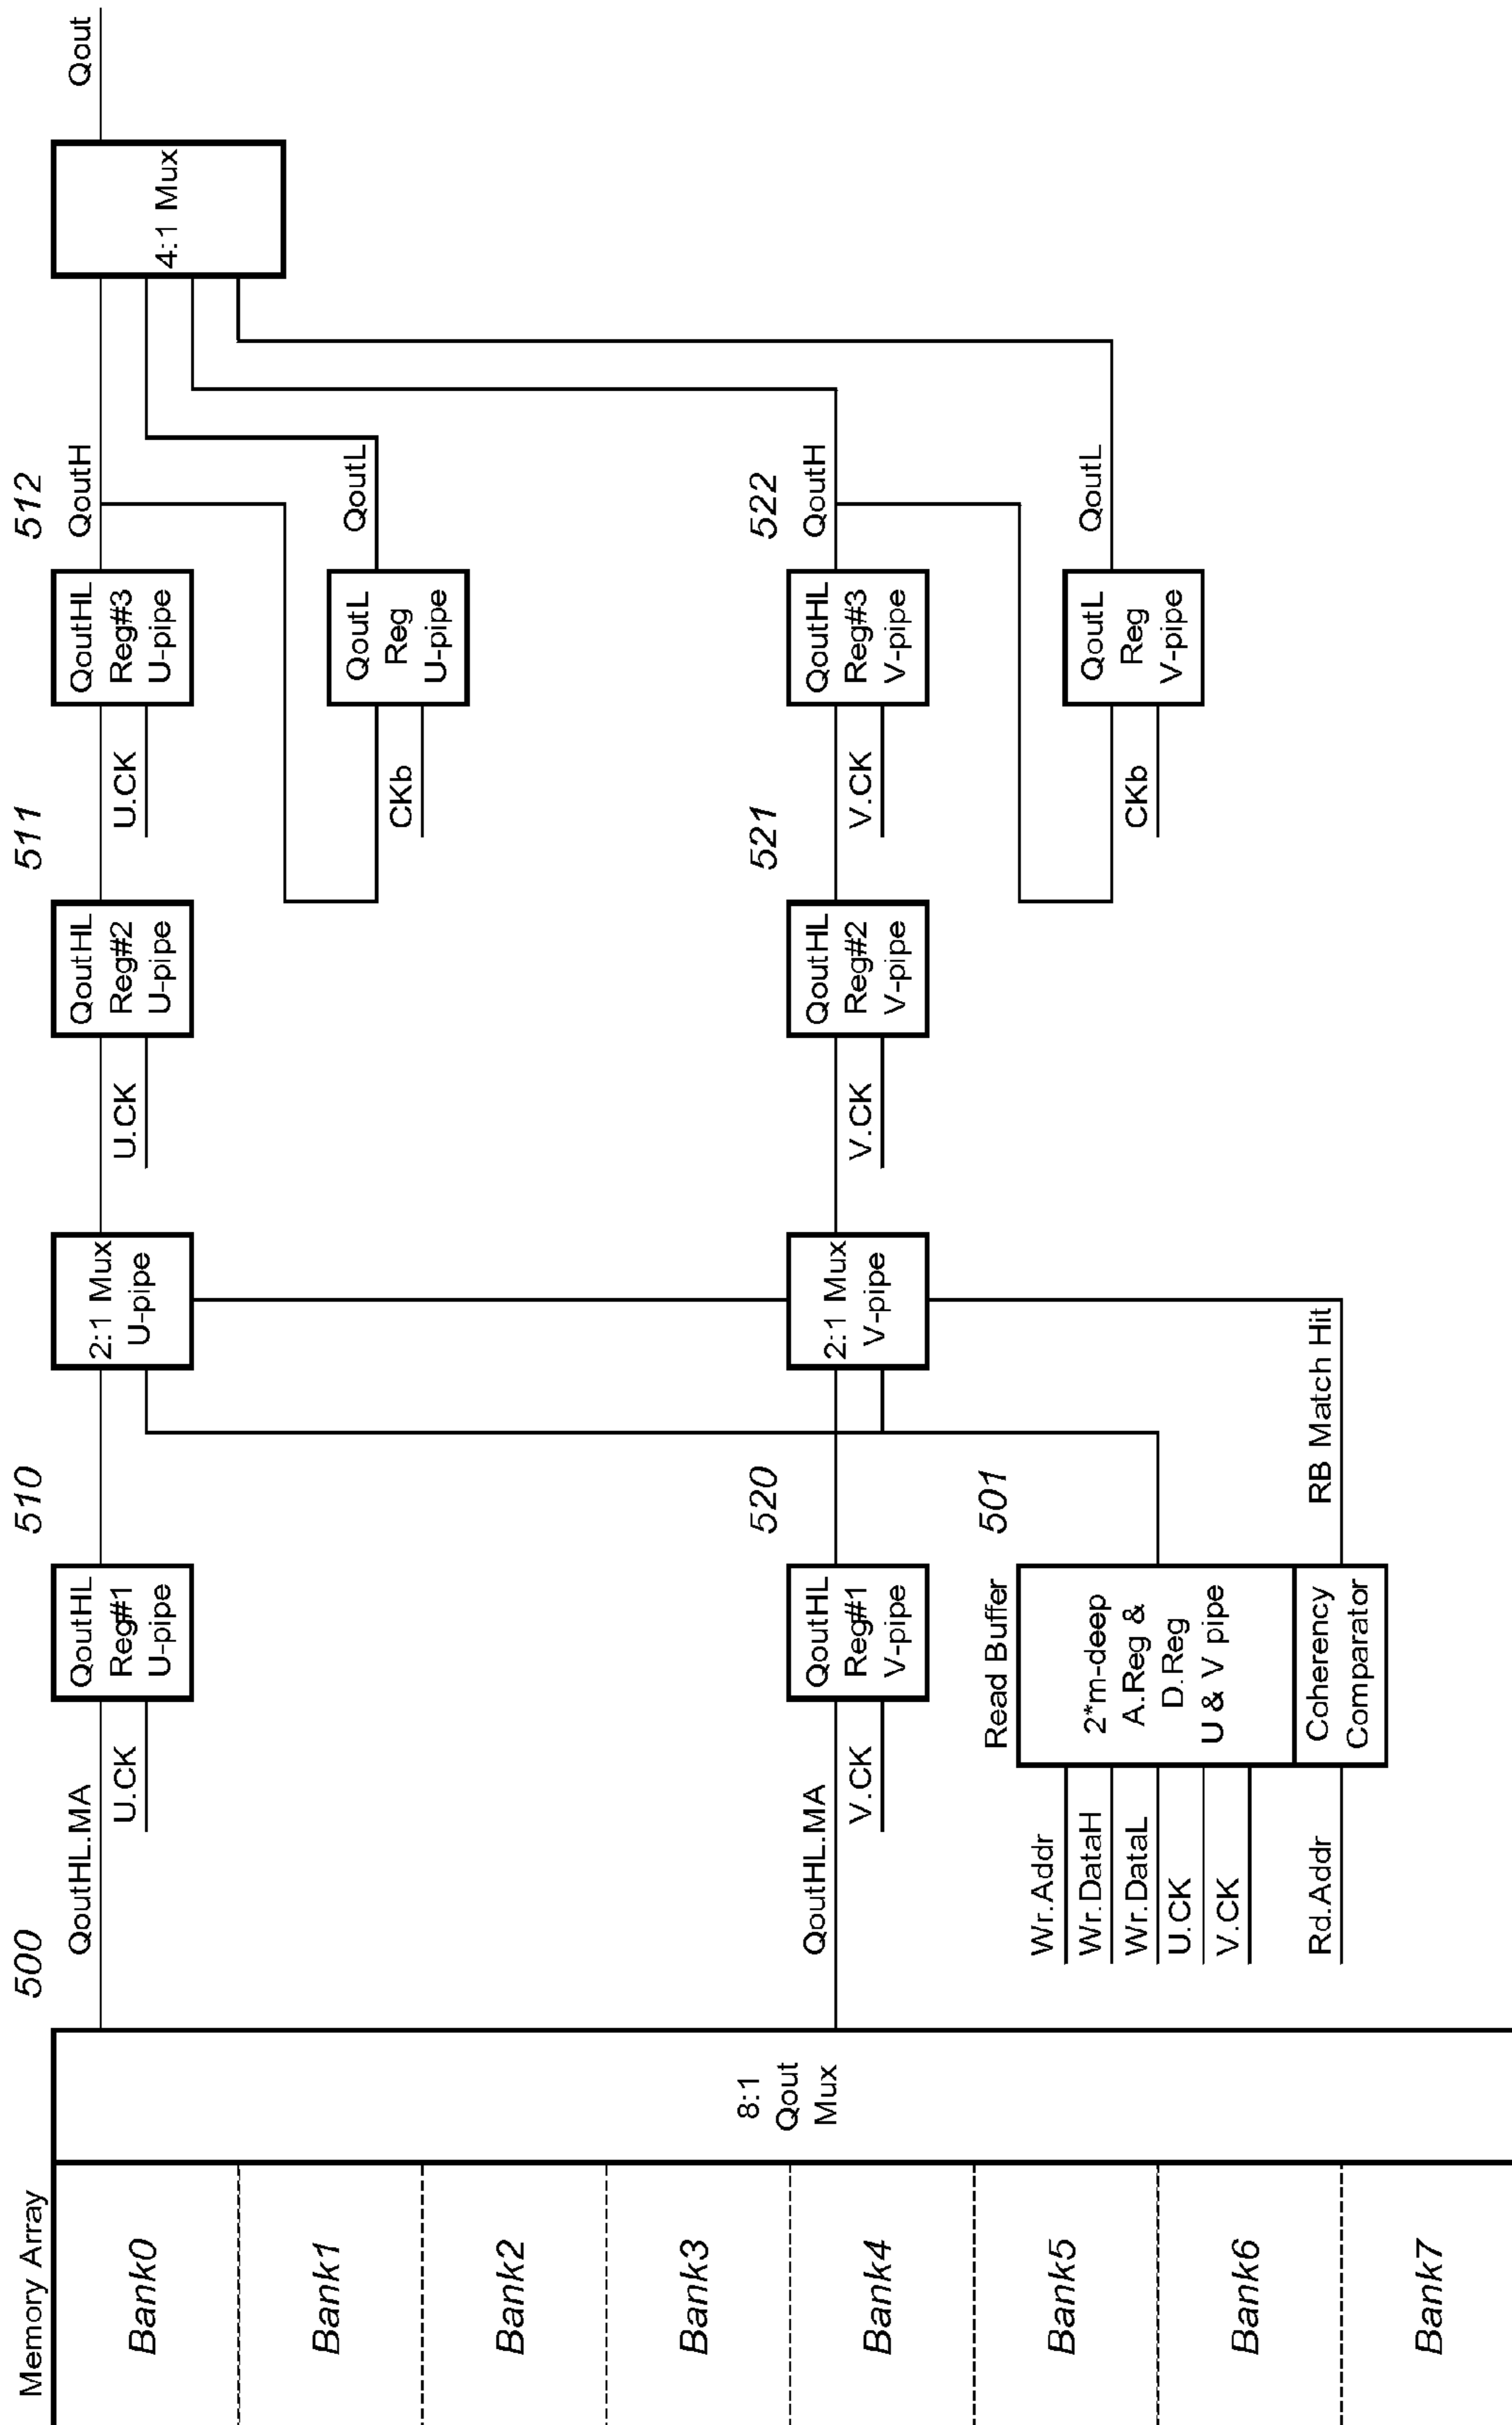 Memory Array
Bank0
Bank1
Bank2
Bank3
Bank4
Bank5
Bank6
Bank7
8:1
Qout
Mux
500
QoutHL.MA
U.CK
510
QoutHL
Reg#1
U-pipe
2:1 Mux
U-pipe
U.CK
511
QoutHL
Reg#2
U-pipe
U.CK
512
QoutHL
Reg#3
U-pipe
QoutH
CKb
QoutL
Reg
U-pipe
QoutL
4:1 Mux
Qout
QoutHL.MA
V.CK
520
QoutHL
Reg#1
V-pipe
2:1 Mux
V-pipe
V.CK
521
QoutHL
Reg#2
V-pipe
V.CK
522
QoutHL
Reg#3
V-pipe
QoutH
CKb
QoutL
Reg
V-pipe
QoutL
Read Buffer
501
Wr.Addr
Wr.DataH
Wr.DataL
U.CK
V.CK
Rd.Addr
2*m-deep
A.Reg &
D.Reg
U & V pipe
Coherency
Comparator
RB Match Hit